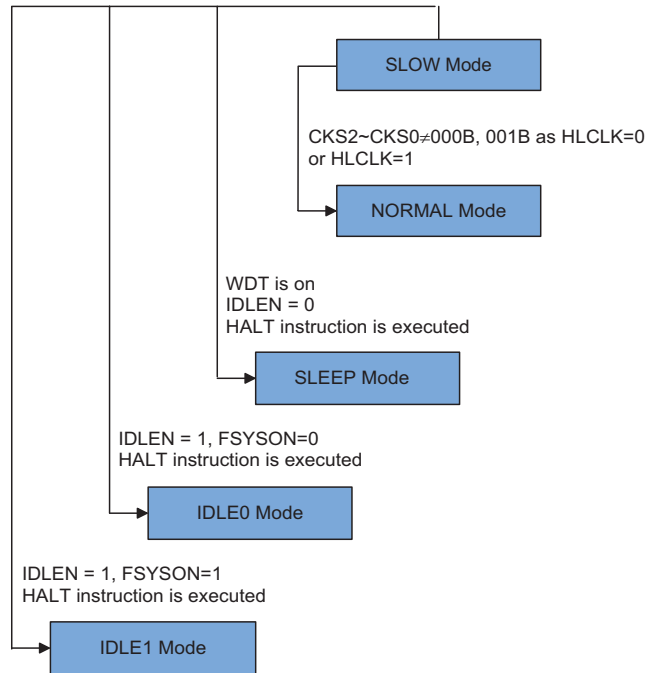 SLOW Mode
CKS2~CKS0≠000B, 001B as HLCLK=0
or HLCLK=1
NORMAL Mode
WDT is on
IDLEN = 0
HALT instruction is executed
SLEEP Mode
IDLEN = 1, FSYSON=0
HALT instruction is executed
IDLE0 Mode
IDLEN = 1, FSYSON=1
HALT instruction is executed
IDLE1 Mode